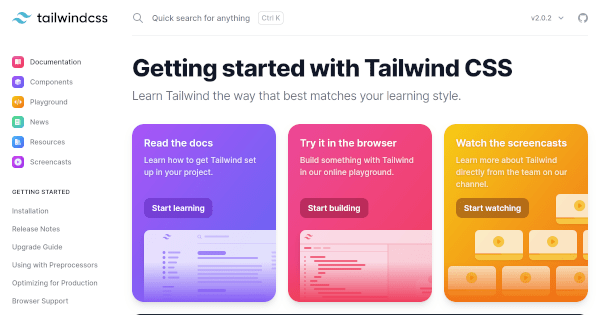 tailwindcss
Quick search for anything
Ctrl K
v2.0.2
Documentation
Components
Playground
News
Resources
Screencasts
GETTING STARTED
Installation
Release Notes
Upgrade Guide
Using with Preprocessors
Optimizing for Production
Browser Support
Getting started with Tailwind CSS
Learn Tailwind the way that best matches your learning style.
Read the docs
Learn how to get Tailwind set
up in your project.
Start learning
Try it in the browser
Build something with Tailwind
in our online playground.
Start building
Watch the screencasts
Learn more about Tailwind
directly from the team on our
channel.
Start watching